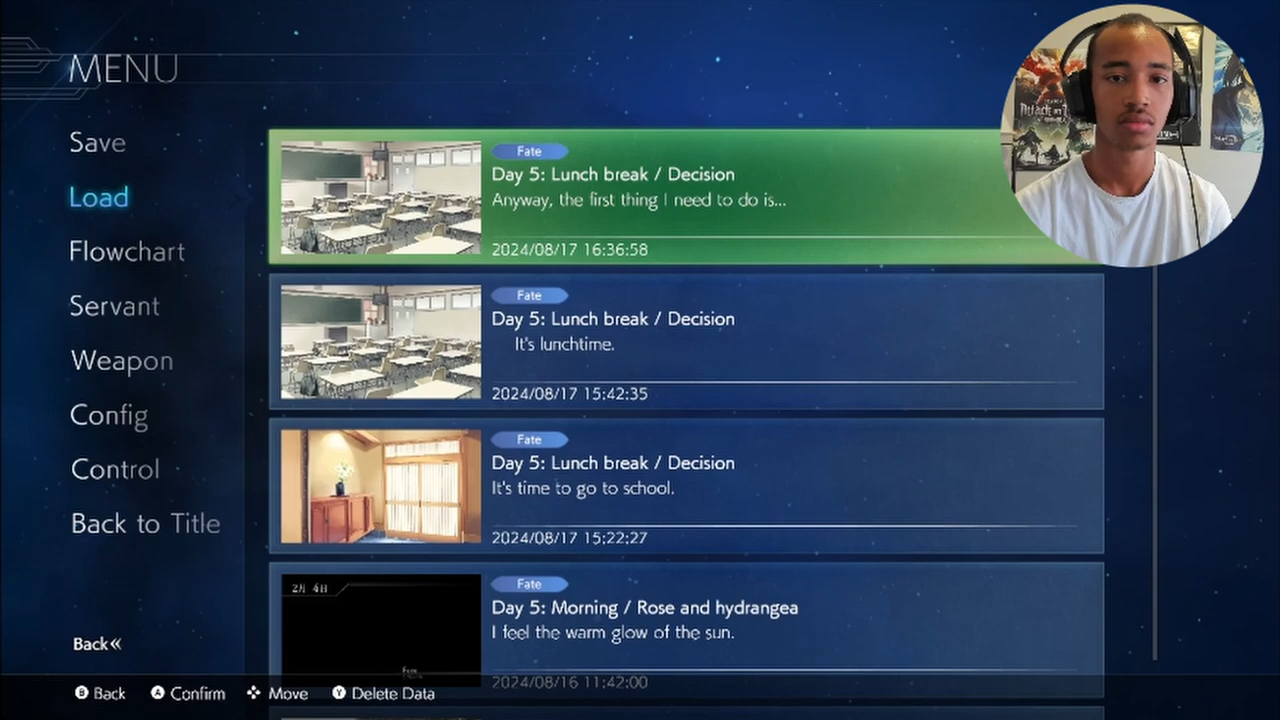 MENU
Save
Load
Flowchart
Servant
Weapon
Config
Control
Back to Title
Back«
Fate
Day 5: Lunch break / Decision
Anyway, the first thing I need to do is...
2024/08/17 16:36:58
Fate
Day 5: Lunch break / Decision
It's lunchtime.
2024/08/17 15:42:35
Fate
Day 5: Lunch break / Decision
It's time to go to school.
2024/08/17 15:22:27
2月 4日
Fate
Day 5: Morning / Rose and hydrangea
I feel the warm glow of the sun.
2024/08/16 11:42:00
Attack on
B Back A Confirm Move Y Delete Data